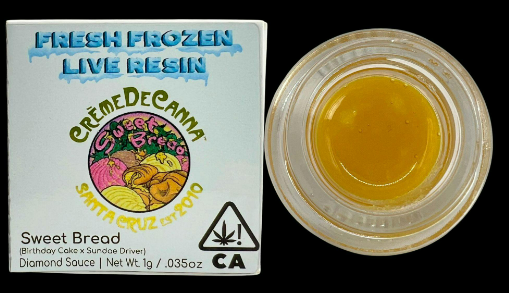 FRESH FROZEN
LIVE RESIN
CRÈMEDECANNA
Sweet
Bread
SANTA CRUZ EST 2010
Sweet Bread
(Birthday Cake x Sundae Driver)
Diamond Sauce | Net Wt. 1g / .035oz
!
CA